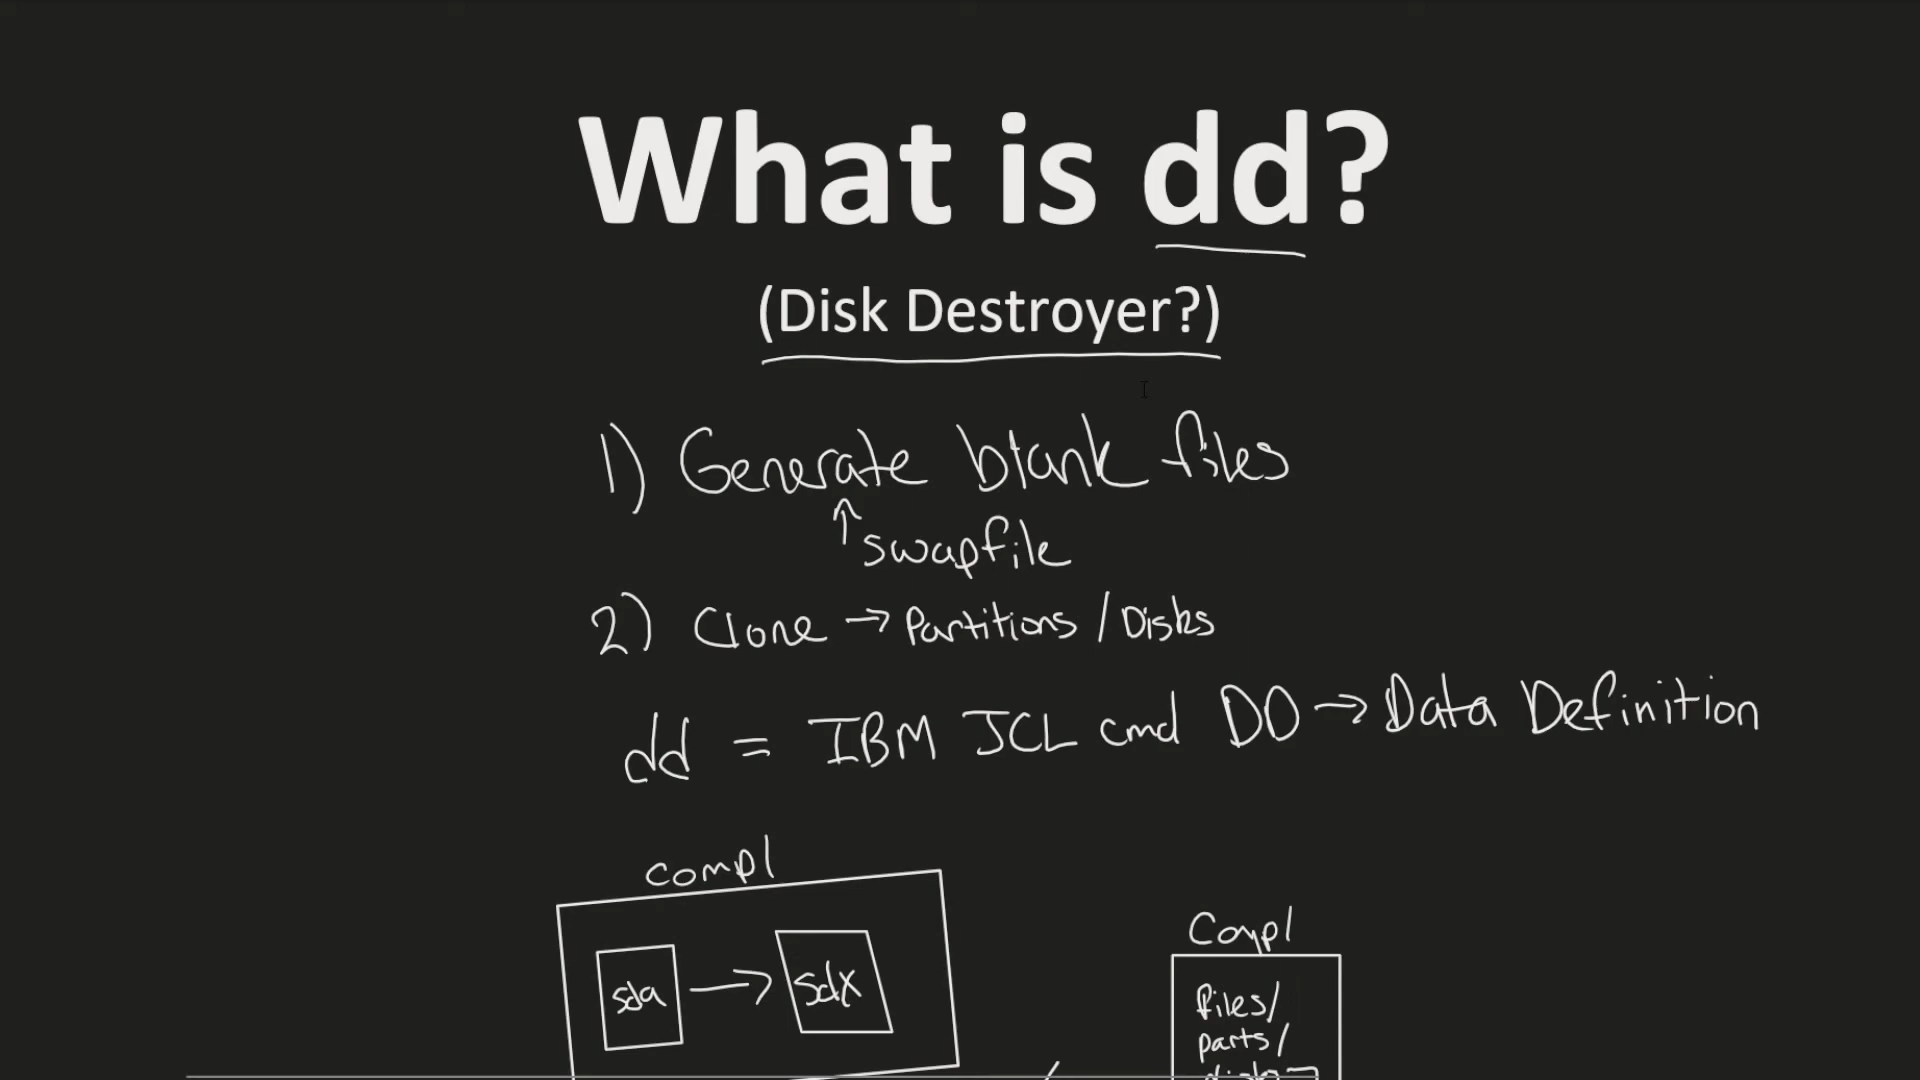 What is dd?
(Disk Destroyer?)
1) Generate blank files
↑ swapfile
2) Clone → Partitions / Disks
dd = IBM JCL cmd DD → Data Definition
Comp1
sda → sdx
Comp1
files/
parts/